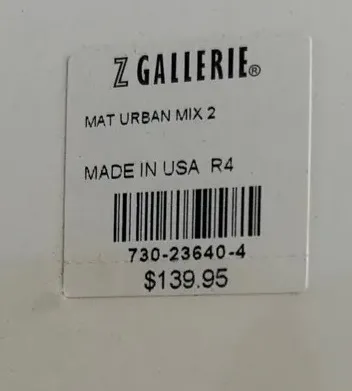 Z GALLERIE®
MAT URBAN MIX 2
MADE IN USA R4
730-23640-4
$139.95